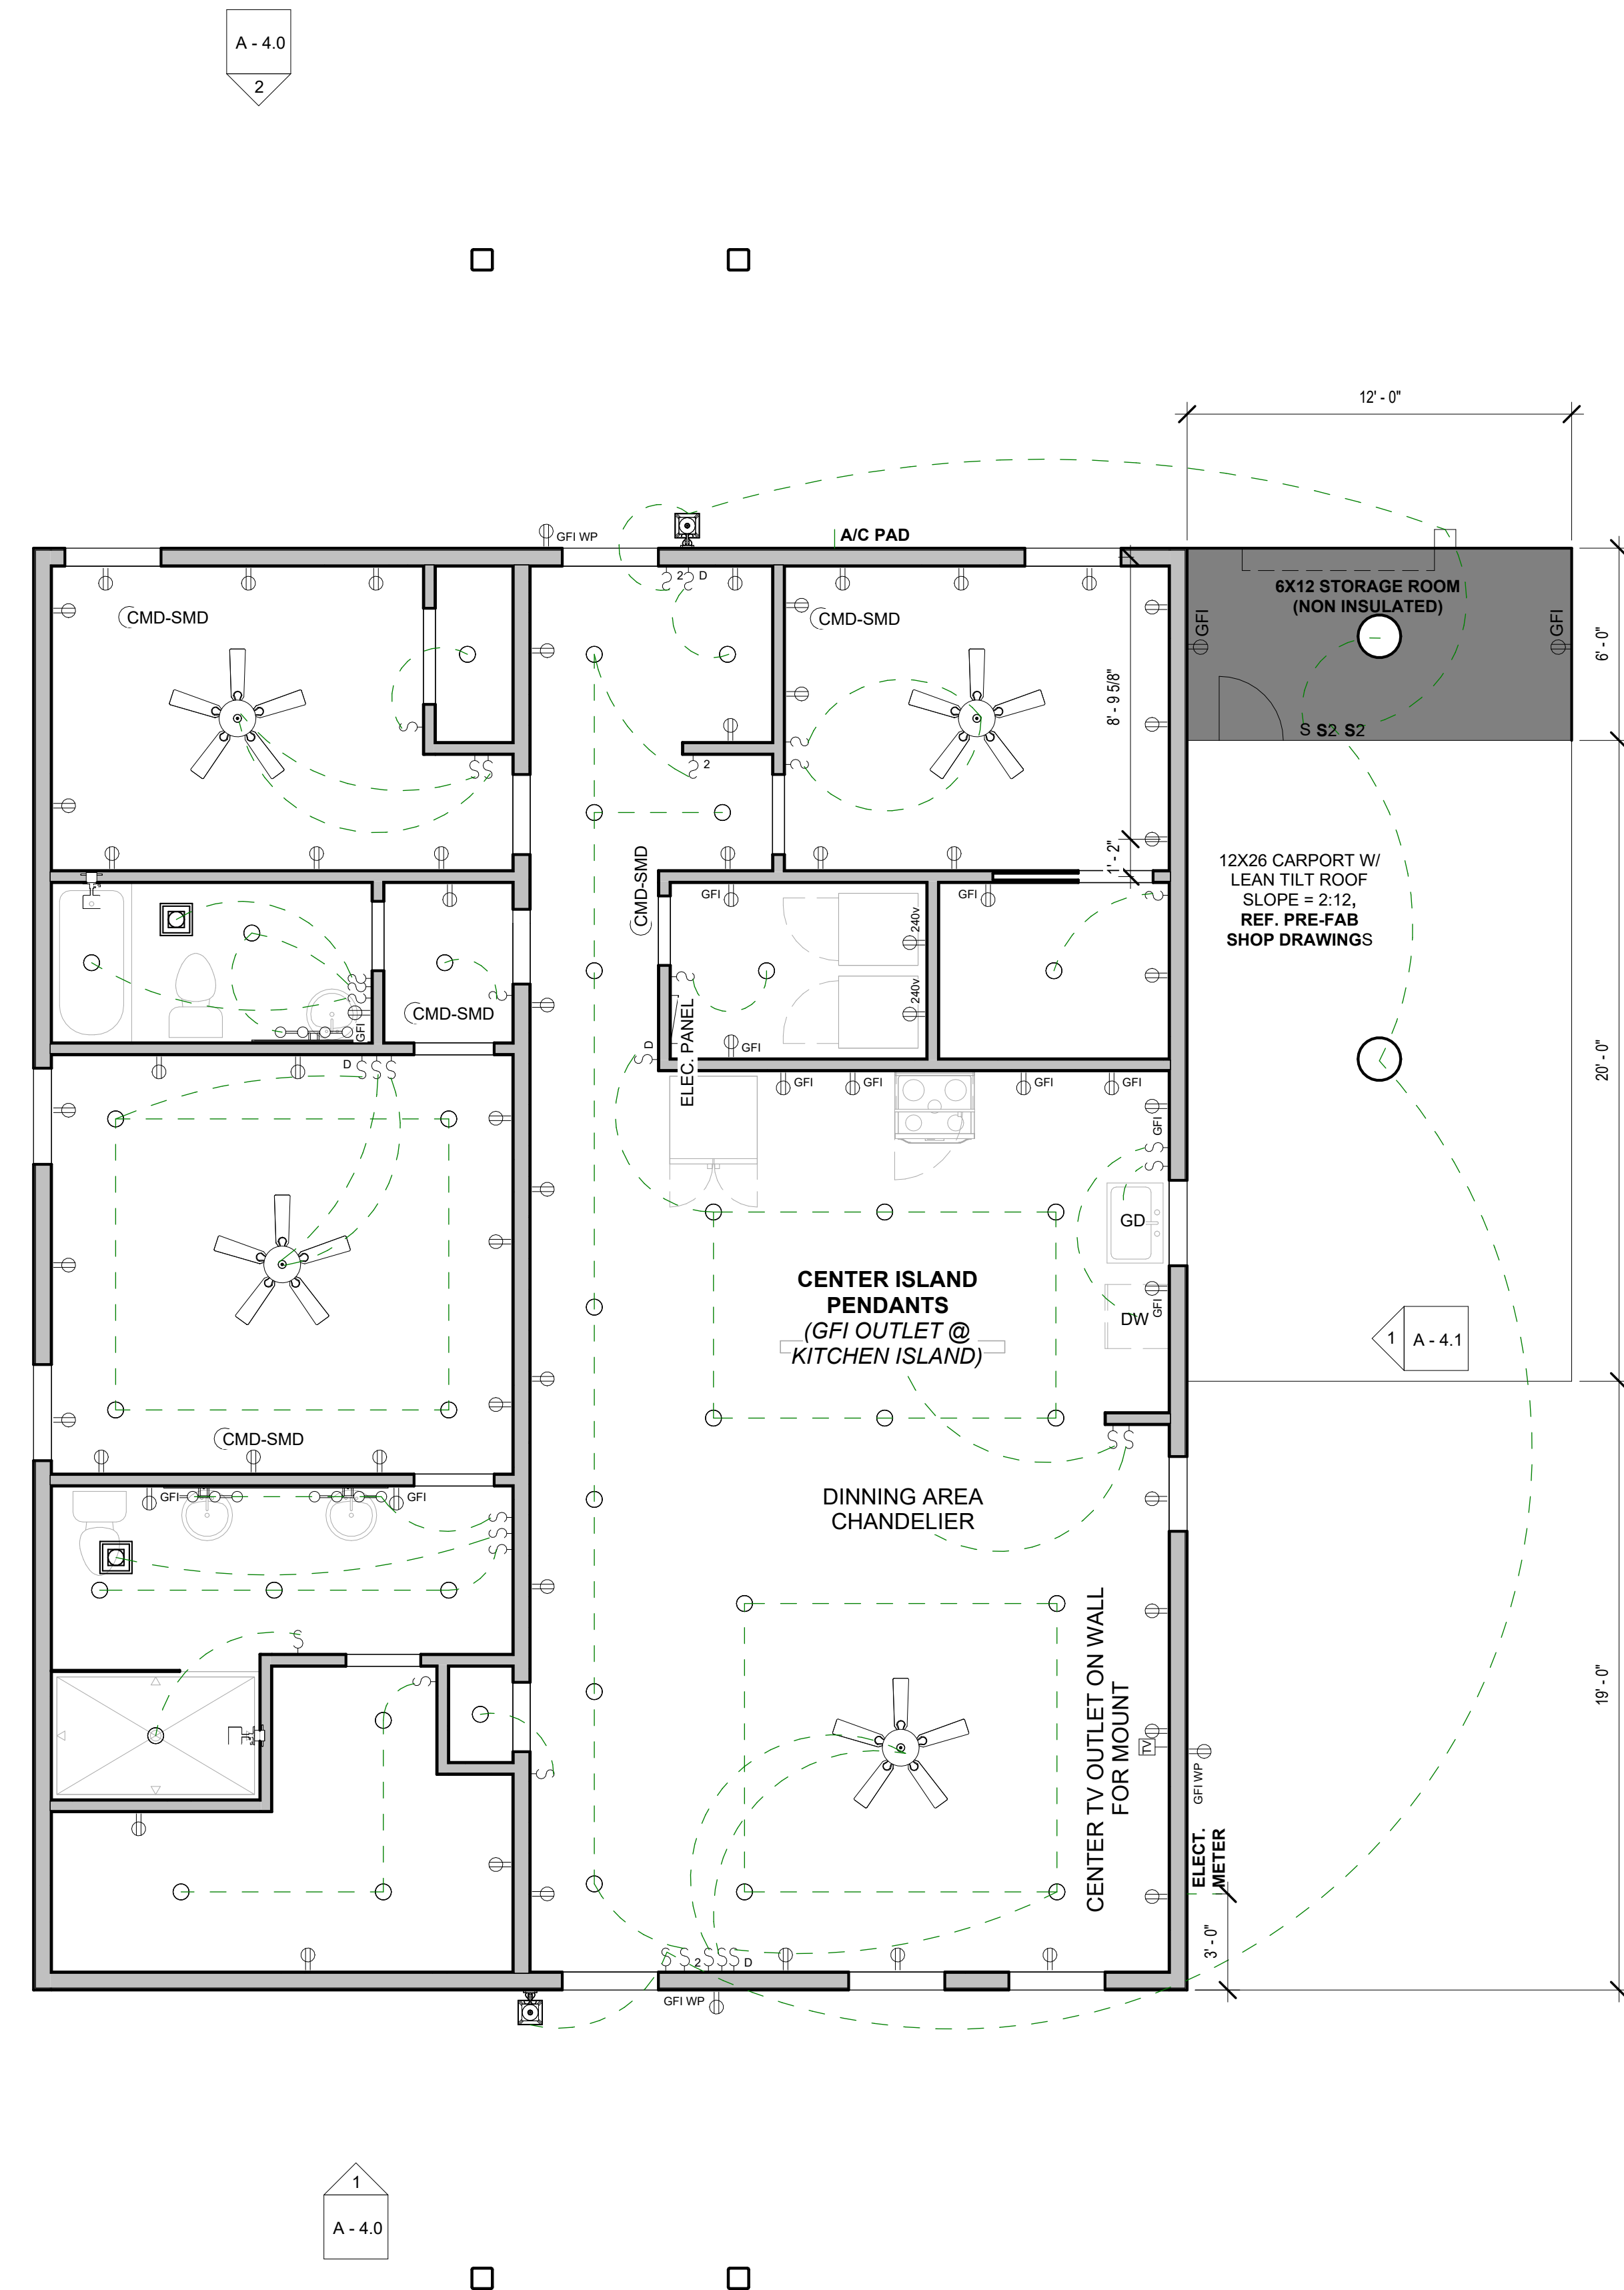 A - 4.0
2
12' - 0"
GFI WP
A/C PAD
2
D
6X12 STORAGE ROOM
(NON INSULATED)
GFI
GFI
6' - 0"
CMD-SMD
CMD-SMD
8' - 9 5/8"
S S2 S2
2
1' - 2"
CMD-SMD
12X26 CARPORT W/
LEAN TILT ROOF
SLOPE = 2:12,
REF. PRE-FAB
SHOP DRAWINGS
GFI
GFI
240v
240v
CMD-SMD
GFI
D
D
ELEC. PANEL
GFI
20' - 0"
GFI
GFI
GFI
GFI
GFI
GD
CENTER ISLAND
PENDANTS
(GFI OUTLET @
KITCHEN ISLAND)
GFI
DW
1
A - 4.1
CMD-SMD
GFI
GFI
DINNING AREA
CHANDELIER
CENTER TV OUTLET ON WALL
FOR MOUNT
TV
GFI WP
ELECT.
METER
19' - 0"
3' - 0"
2
D
GFI WP
1
A - 4.0